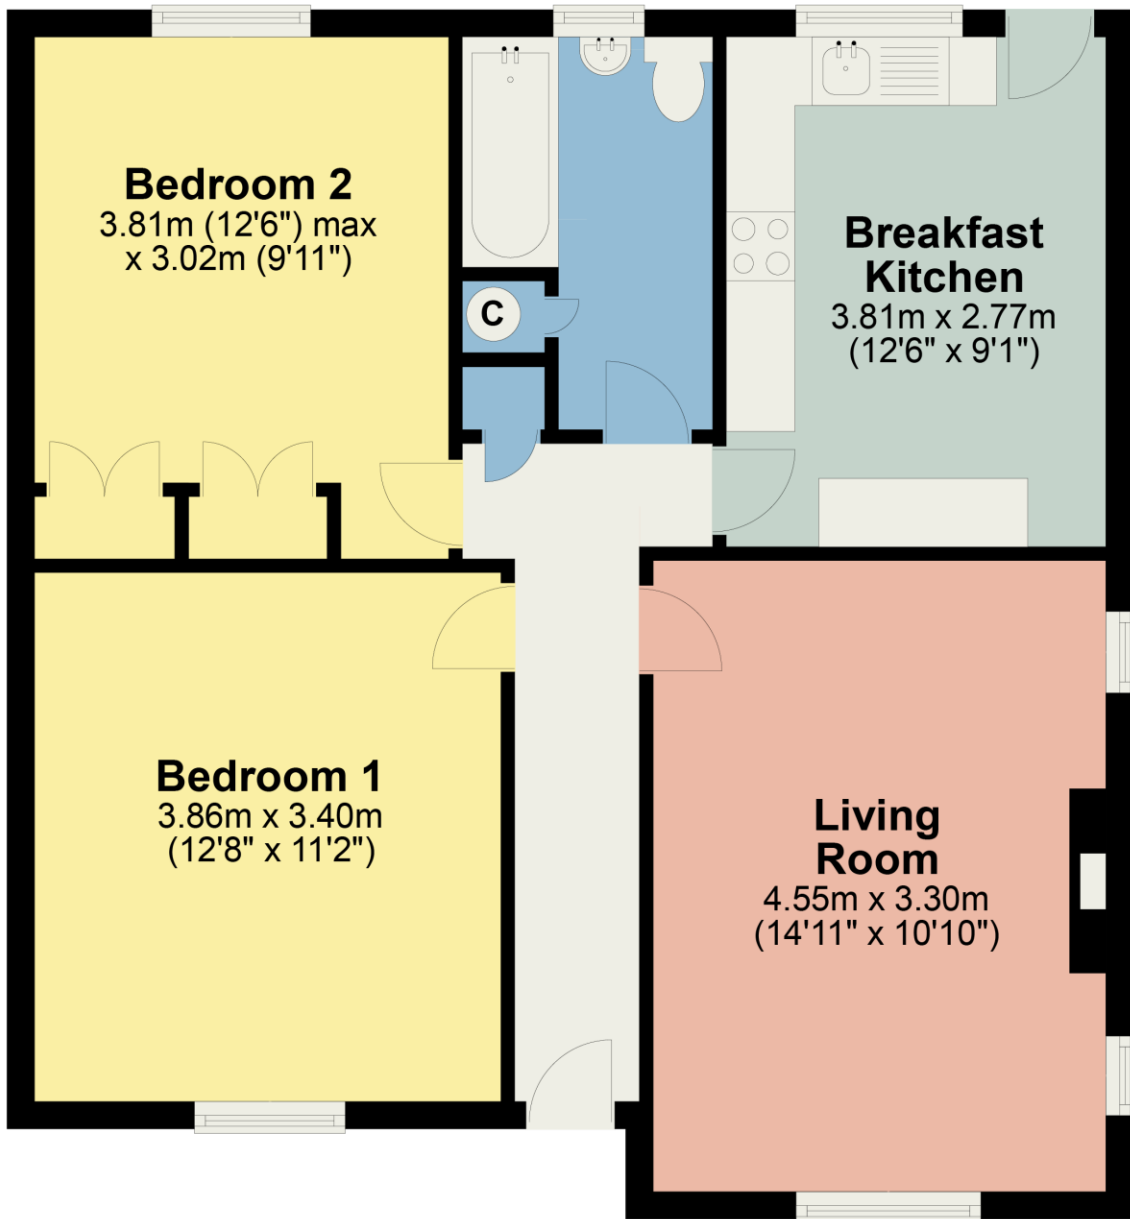 Bedroom 2
3.81m (12'6") max
x 3.02m (9'11")
C
Breakfast
Kitchen
3.81m x 2.77m
(12'6" x 9'1")
Bedroom 1
3.86m x 3.40m
(12'8" x 11'2")
Living
Room
4.55m x 3.30m
(14'11" x 10'10")